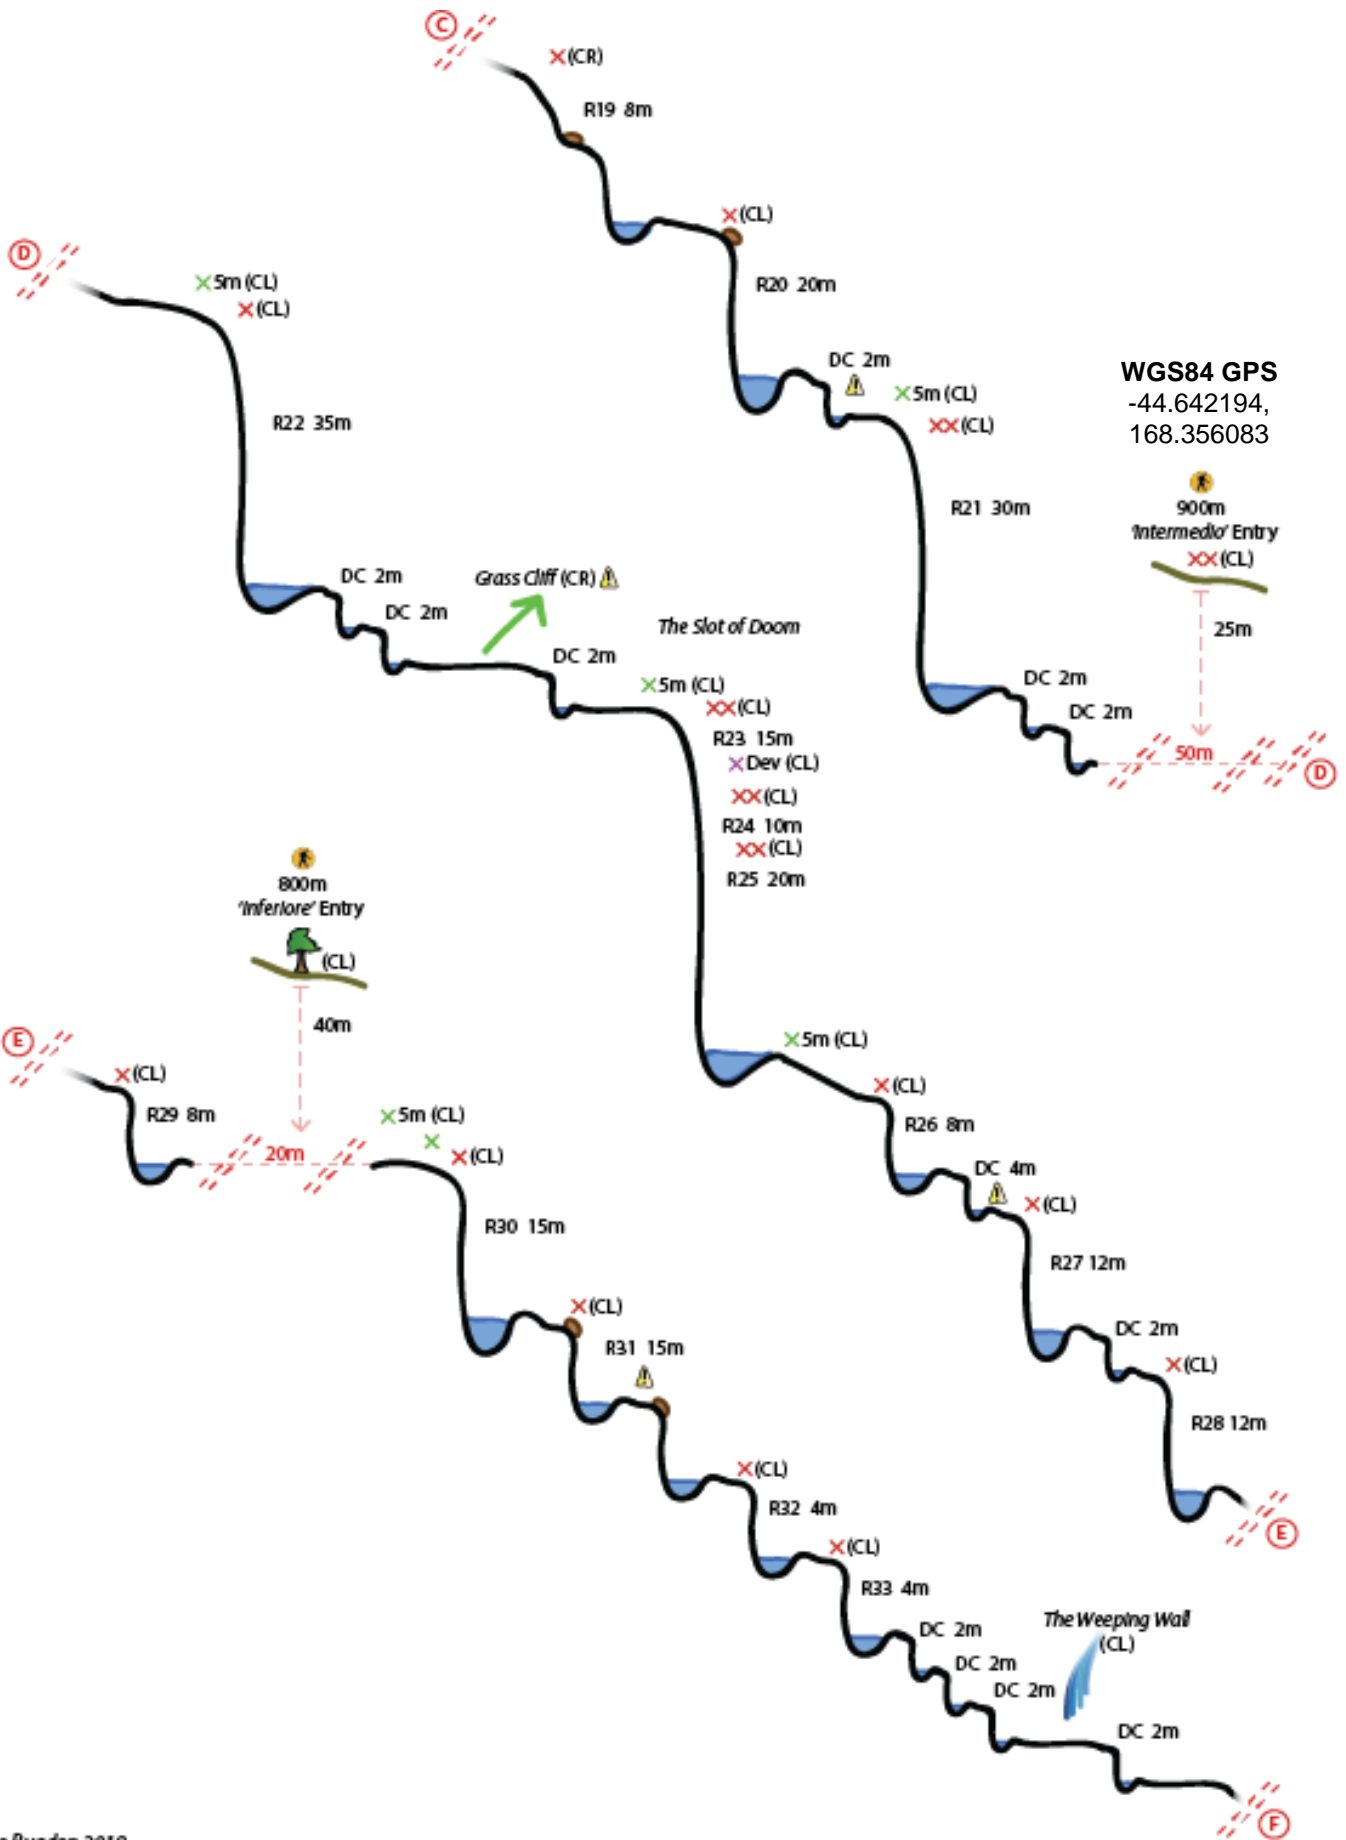 C
(CR)
R19 8m
(CL)
R20 20m
DC 2m
5m (CL)
(CL)
R21 30m
WGS84 GPS
-44.642194,
168.356083
900m
'Intermedio' Entry
(CL)
25m
DC 2m
DC 2m
50m
D
D
5m (CL)
(CL)
R22 35m
DC 2m
DC 2m
Grass Cliff (CR)
DC 2m
The Slot of Doom
5m (CL)
(CL)
R23 15m
Dev (CL)
(CL)
R24 10m
(CL)
R25 20m
5m (CL)
(CL)
R26 8m
DC 4m
(CL)
R27 12m
DC 2m
(CL)
R28 12m
E
800m
'Inferiore' Entry
(CL)
40m
E
(CL)
R29 8m
20m
5m (CL)
(CL)
R30 15m
(CL)
R31 15m
(CL)
R32 4m
(CL)
R33 4m
DC 2m
DC 2m
DC 2m
The Weeping Wall
(CL)
DC 2m
F